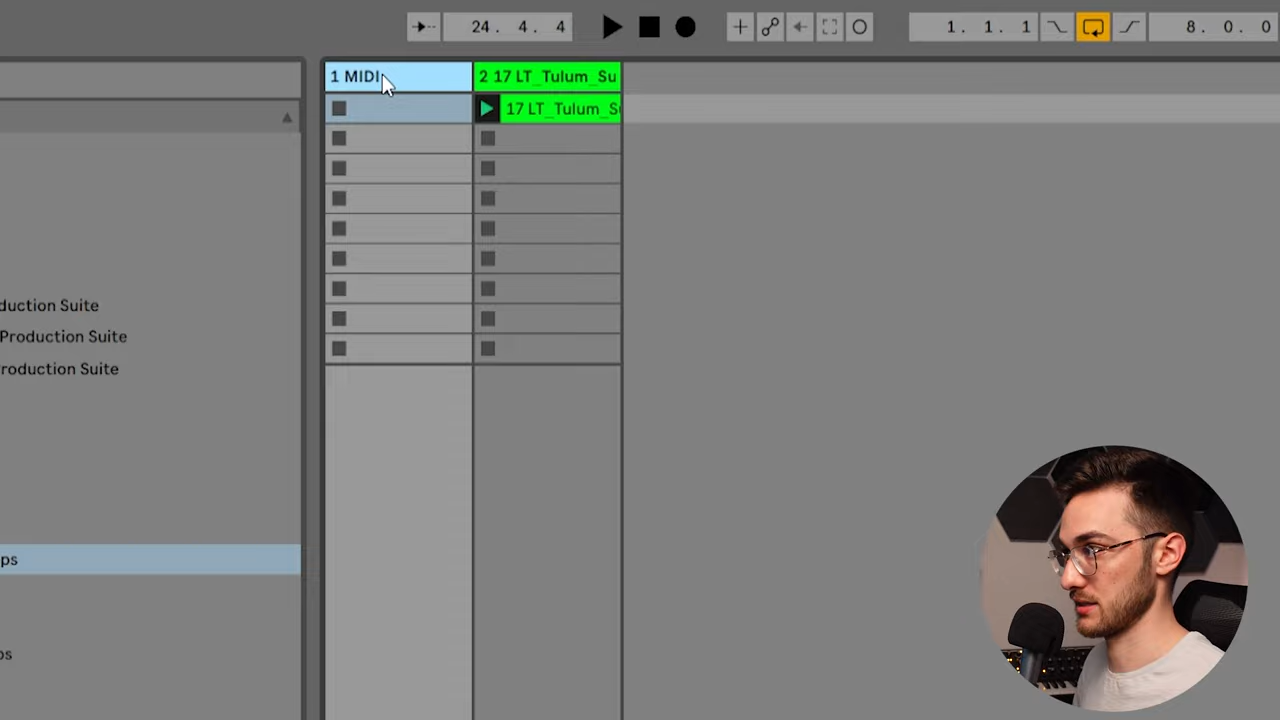 24. 4. 4
1. 1. 1
8. 0. 0
1 MIDI
2 17 LT_Tulum_Su
17 LT_Tulum_S
duction Suite
Production Suite
roduction Suite
ps
os